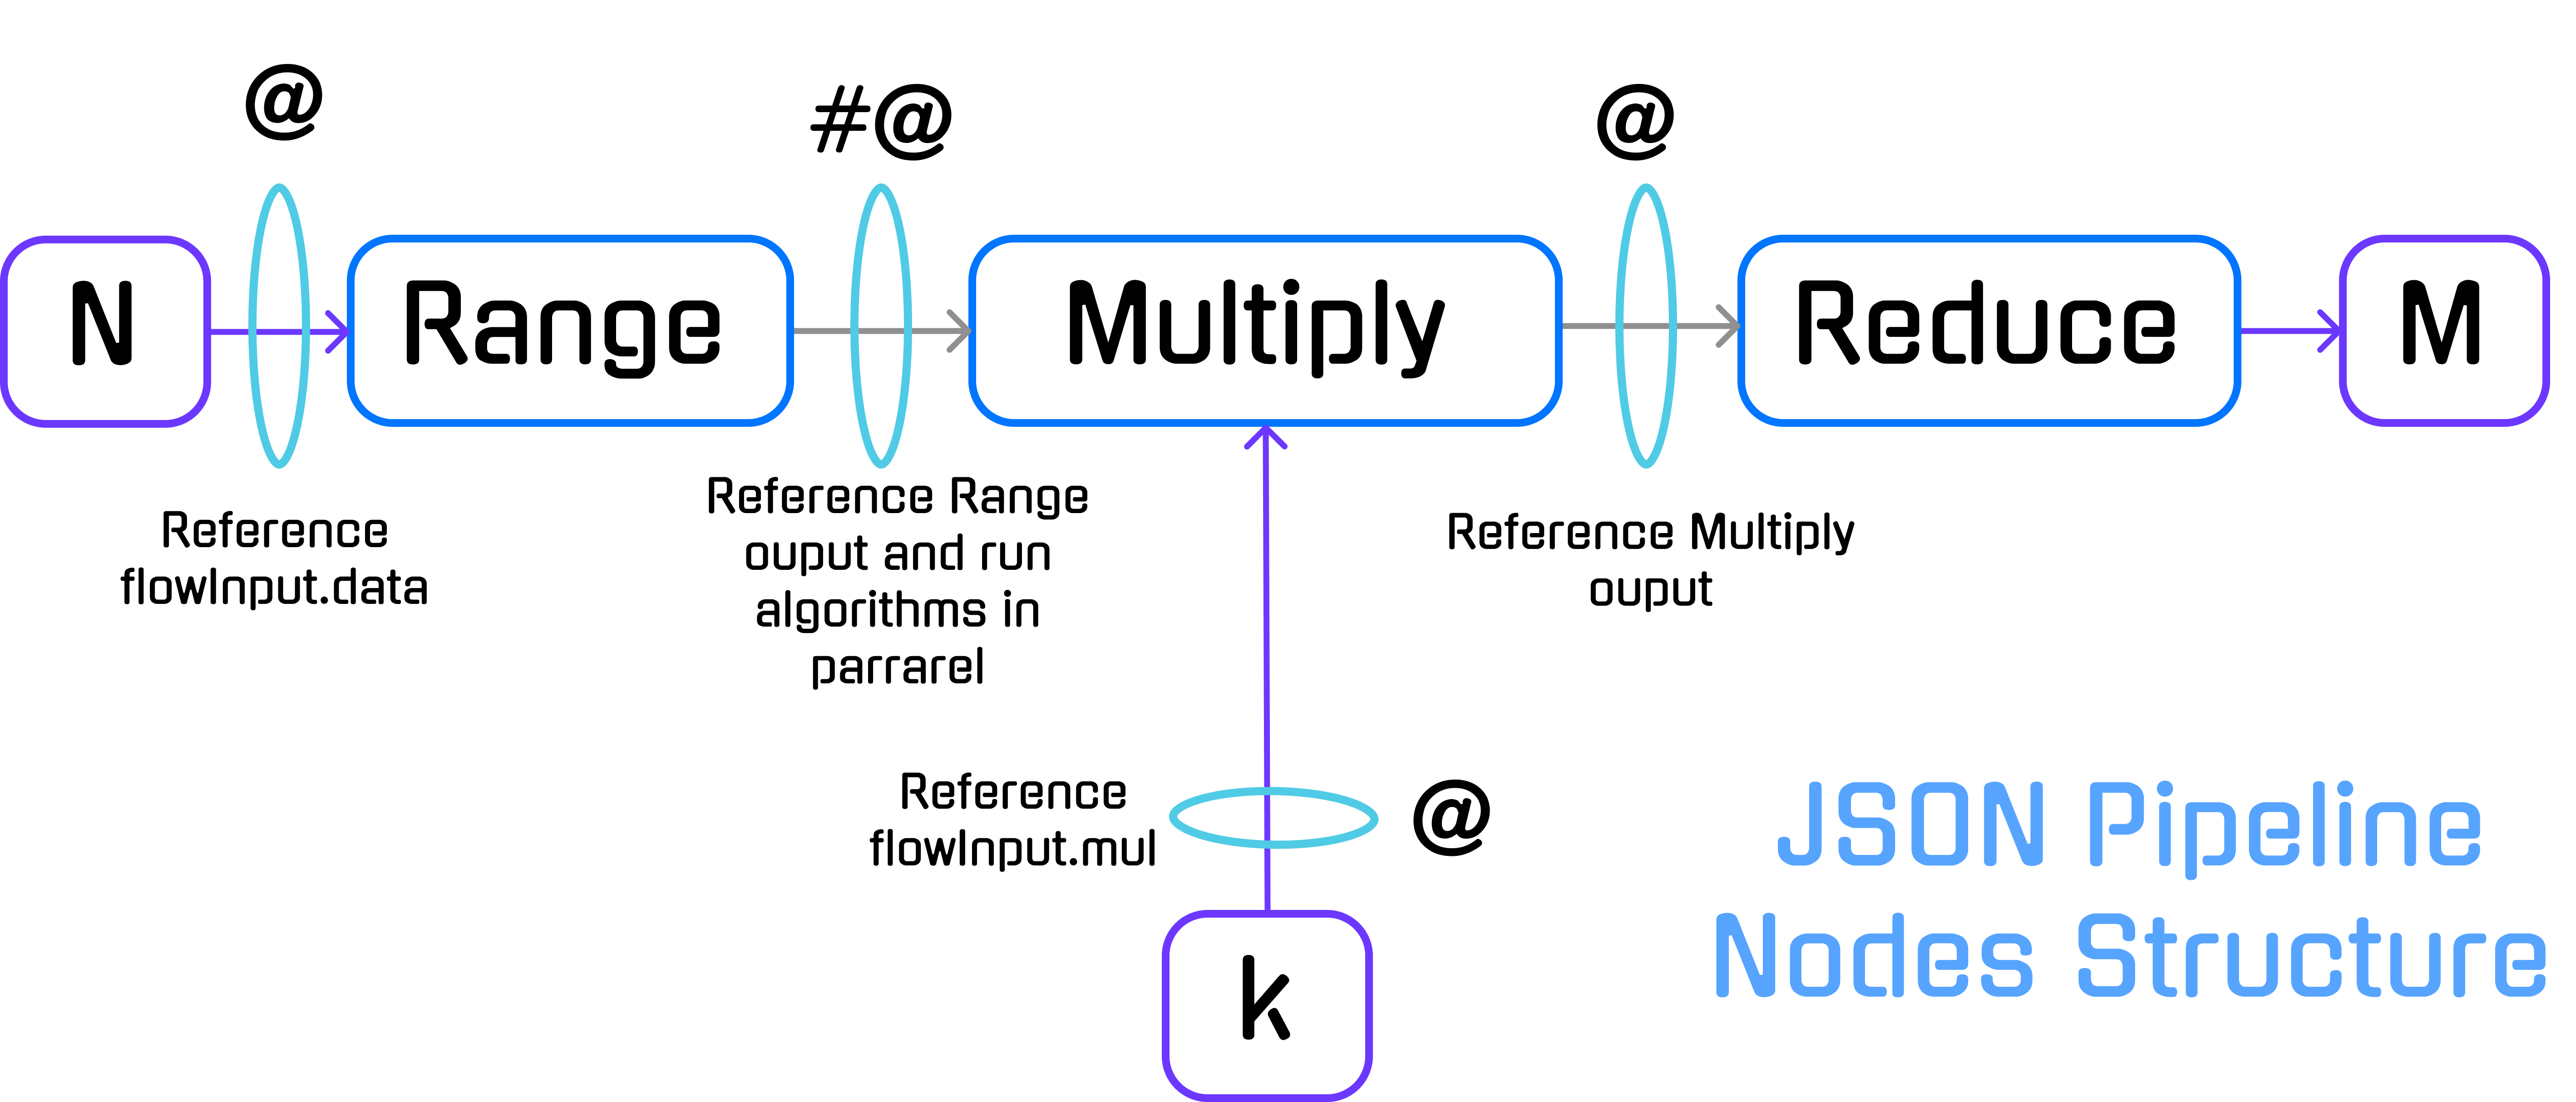 @
#@
@
N
Range
Multiply
Reduce
M
Reference
flowInput.data
Reference Range
ouput and run
algorithms in
pararrel
Reference Multiply
ouput
Reference
flowInput.mul
@
k
JSON Pipeline
Nodes Structure